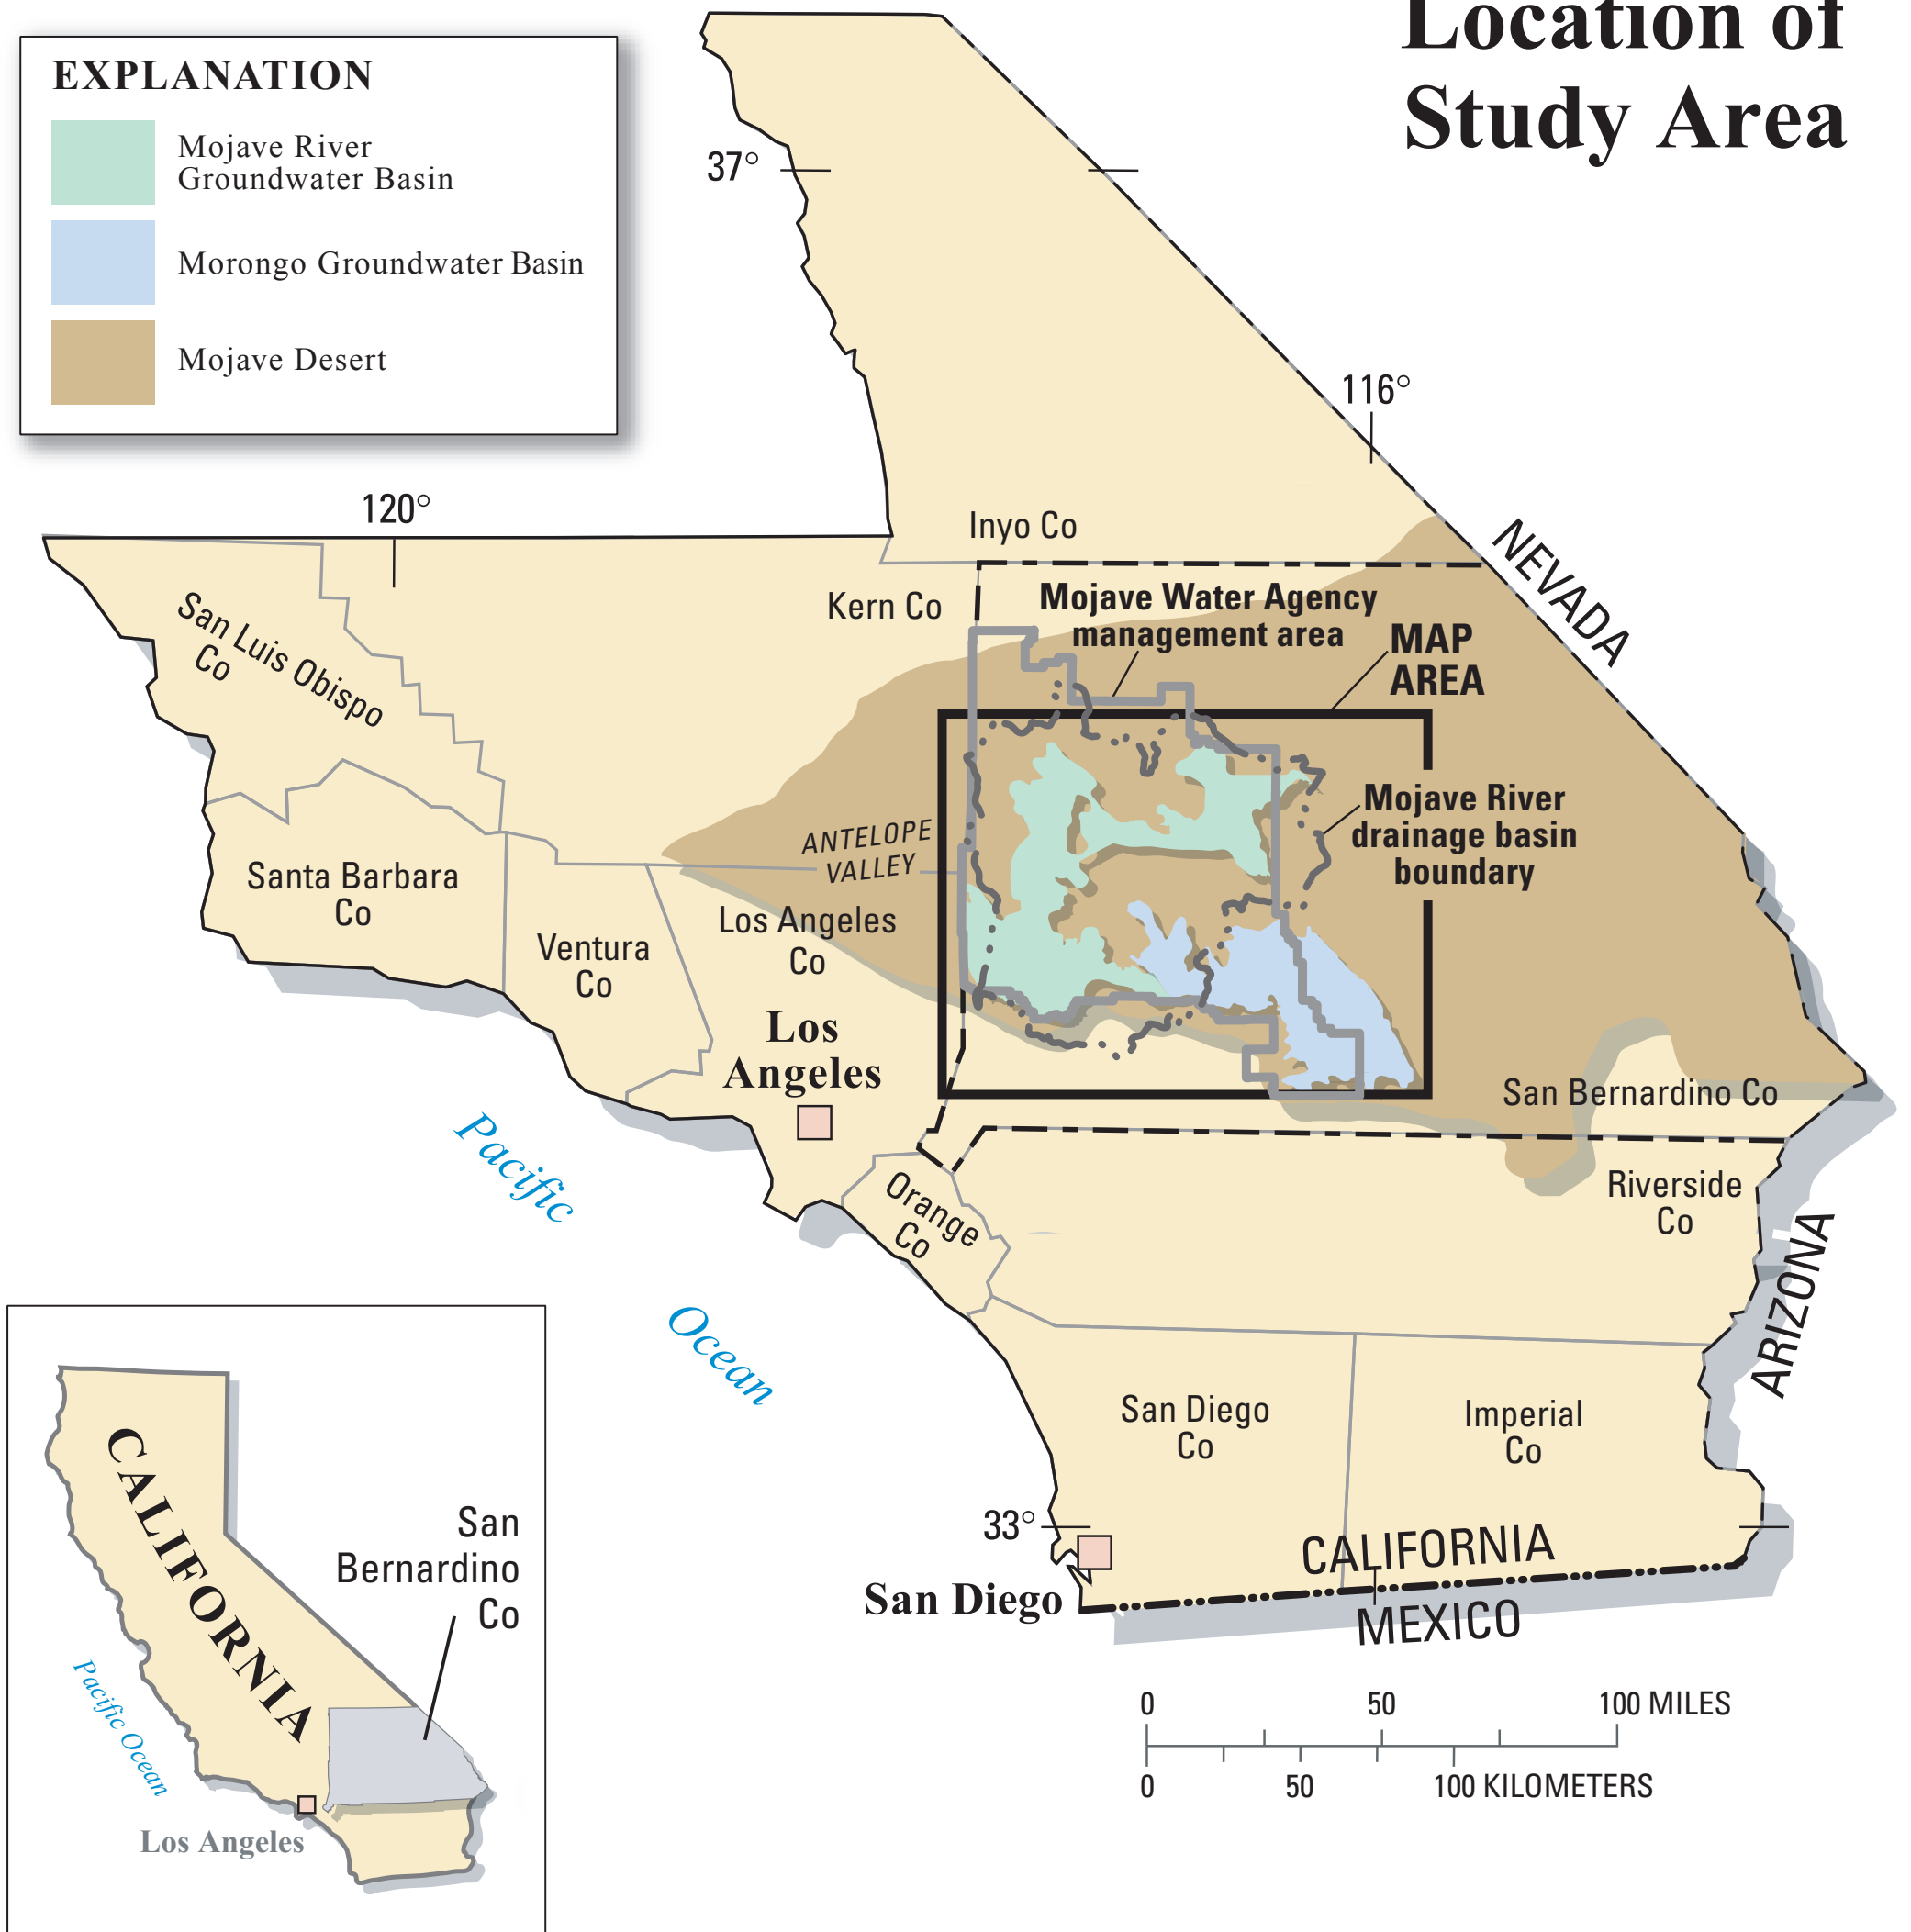 Location of
Study Area
EXPLANATION
Mojave River
Groundwater Basin
Morongo Groundwater Basin
Mojave Desert
37°
116°
120°
Inyo Co
NEVADA
Kern Co
Mojave Water Agency
management area
MAP
AREA
San Luis Obispo
Co
Mojave River
drainage basin
boundary
ANTELOPE
VALLEY
Santa Barbara
Co
Los Angeles
Co
Ventura
Co
Los
Angeles
San Bernardino Co
Pacific
Ocean
Orange
Co
Riverside
Co
ARIZONA
San Diego
Co
Imperial
Co
33°
San Diego
CALIFORNIA
MEXICO
0 50 100 MILES
0 50 100 KILOMETERS
CALIFORNIA
San
Bernardino
Co
Pacific Ocean
Los Angeles